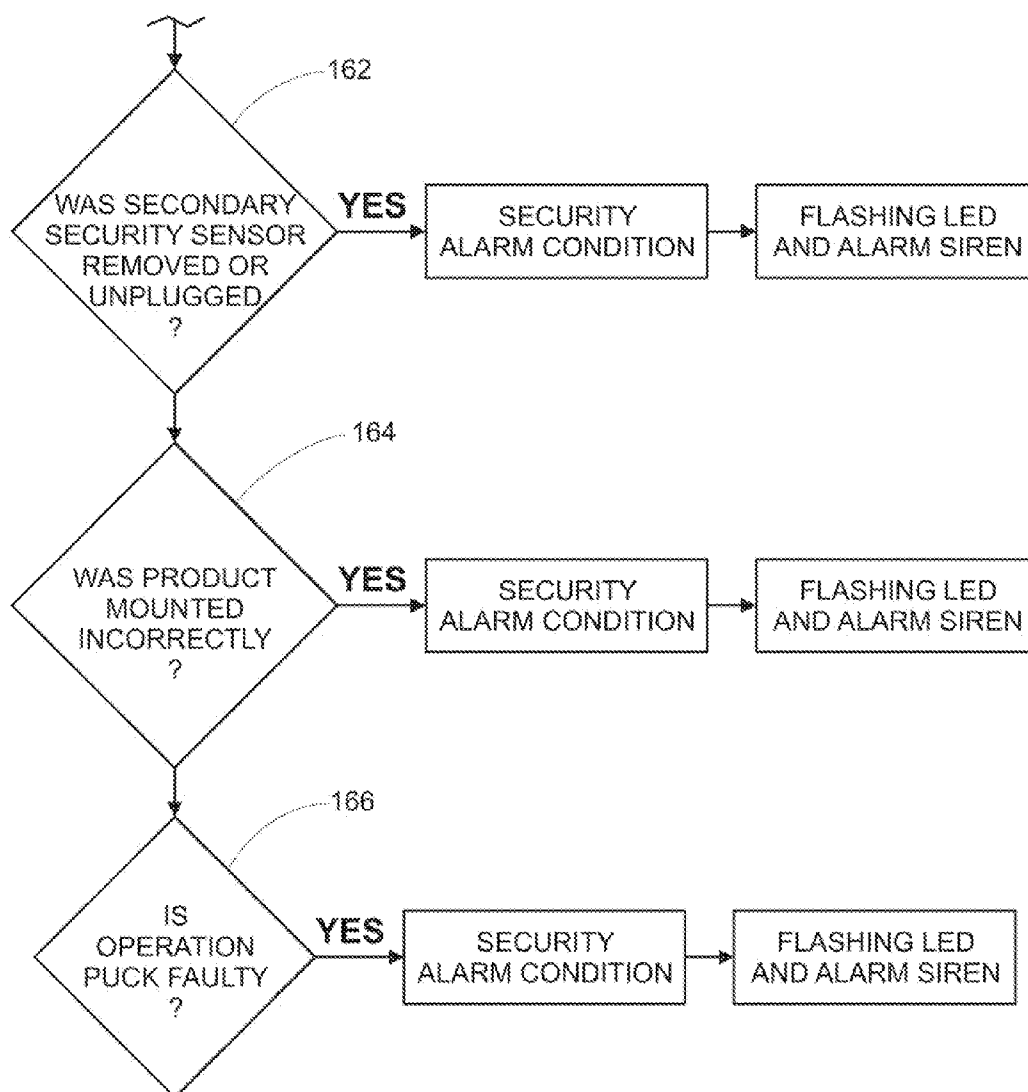 162
WAS SECONDARY
SECURITY SENSOR
REMOVED OR
UNPLUGGED
?
YES
SECURITY
ALARM CONDITION
FLASHING LED
AND ALARM SIREN
164
WAS PRODUCT
MOUNTED
INCORRECTLY
?
YES
SECURITY
ALARM CONDITION
FLASHING LED
AND ALARM SIREN
166
IS
OPERATION
PUCK FAULTY
?
YES
SECURITY
ALARM CONDITION
FLASHING LED
AND ALARM SIREN